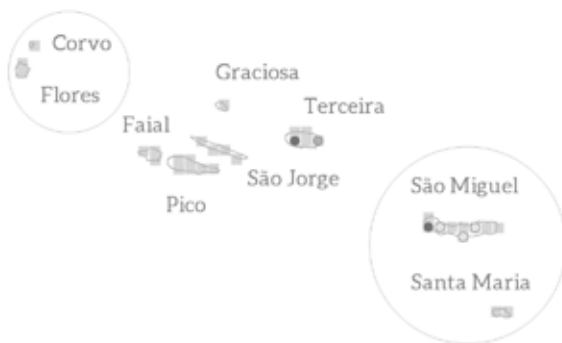 Corvo
Flores
Graciosa
Terceira
Faial
São Jorge
Pico
São Miguel
Santa Maria